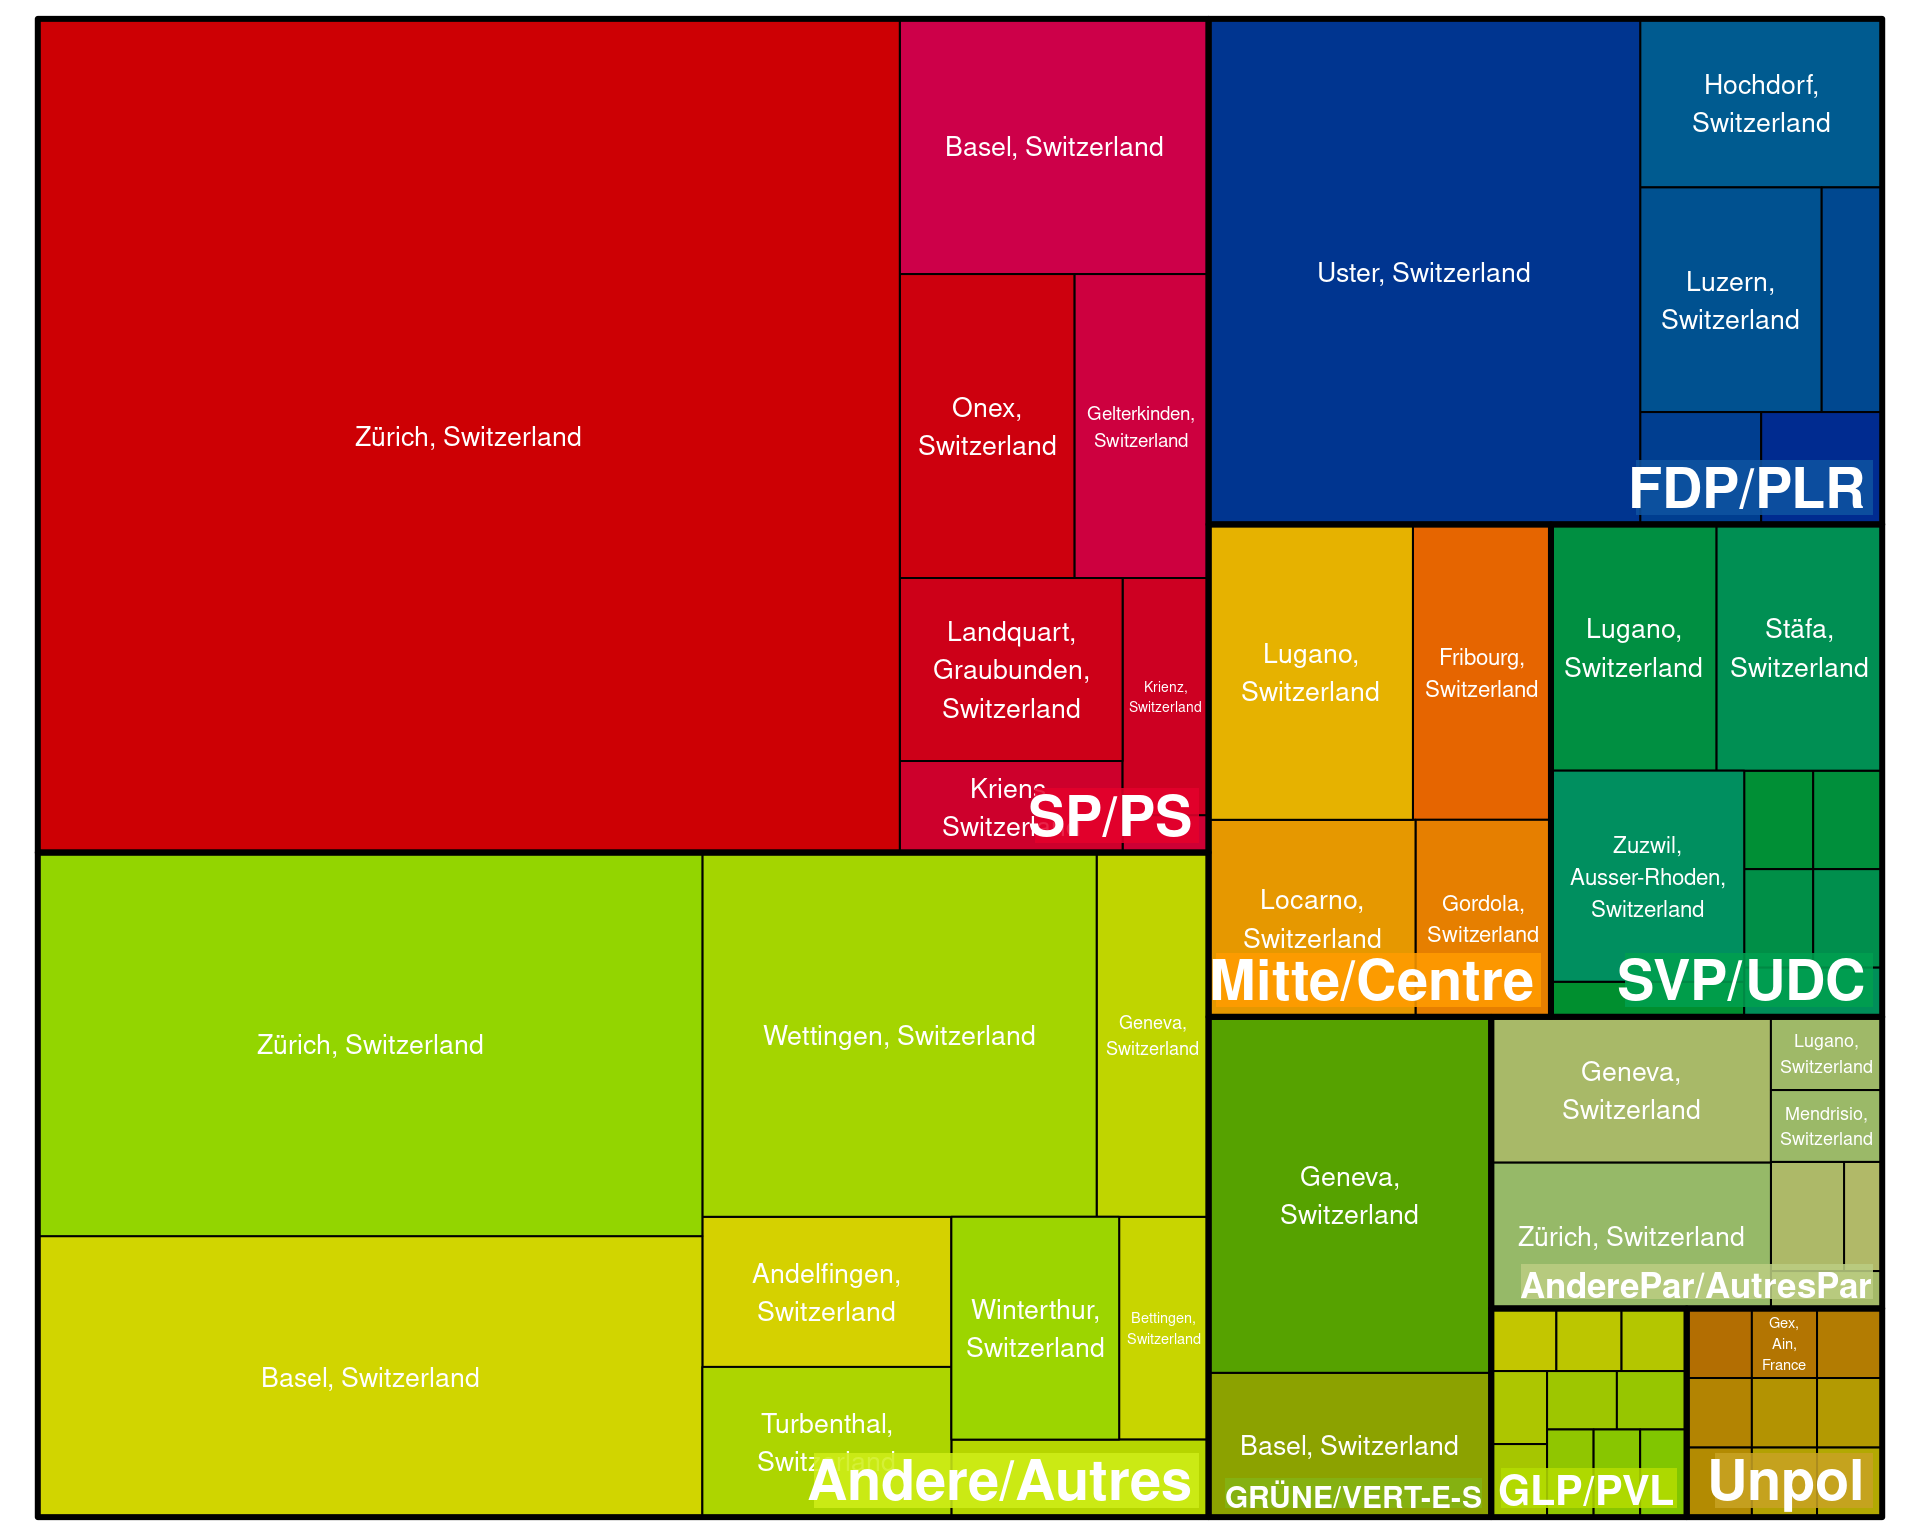 Zürich, Switzerland
Basel, Switzerland
Onex,
Switzerland
Gelterkinden,
Switzerland
Landquart,
Graubunden,
Switzerland
Krienz,
Switzerland
Kriens
Switzerl
SP/PS
Uster, Switzerland
Hochdorf,
Switzerland
Luzern,
Switzerland
FDP/PLR
Lugano,
Switzerland
Fribourg,
Switzerland
Locarno,
Switzerland
Gordola,
Switzerland
Mitte/Centre
Lugano,
Switzerland
Stäfa,
Switzerland
Zuzwil,
Ausser-Rhoden,
Switzerland
SVP/UDC
Zürich, Switzerland
Wettingen, Switzerland
Geneva,
Switzerland
Basel, Switzerland
Andelfingen,
Switzerland
Winterthur,
Switzerland
Bettingen,
Switzerland
Turbenthal,
Switzerland
Andere/Autres
Geneva,
Switzerland
Basel, Switzerland
GRÜNE/VERT-E-S
Geneva,
Switzerland
Lugano,
Switzerland
Mendrisio,
Switzerland
Zürich, Switzerland
AnderePar/AutresPar
GLP/PVL
Gex,
Ain,
France
Unpol